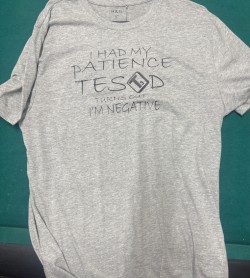 I HAD MY
PATIENCE
TESTED
TURNS OUT
I'M NEGATIVE